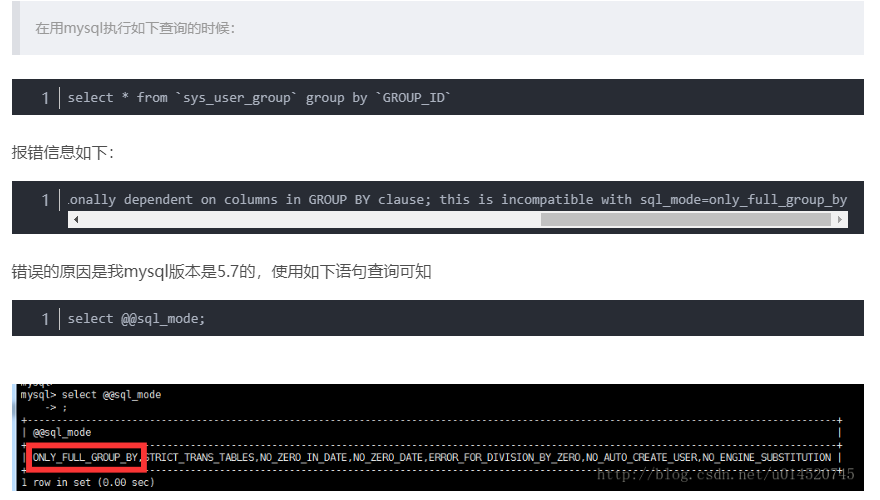 在用mysql执行如下查询的时候：
1 select * from `sys_user_group` group by `GROUP_ID`
报错信息如下：
1 onally dependent on columns in GROUP BY clause; this is incompatible with sql_mode=only_full_group_by
错误的原因是我mysql版本是5.7的，使用如下语句查询可知
1 select @@sql_mode;
mysql>
mysql> select @@sql_mode
-> ;
| @@sql_mode |
| ONLY_FULL_GROUP_BY,STRICT_TRANS_TABLES,NO_ZERO_IN_DATE,NO_ZERO_DATE,ERROR_FOR_DIVISION_BY_ZERO,NO_AUTO_CREATE_USER,NO_ENGINE_SUBSTITUTION |
http://blog.csdn.net/u014520745
1 row in set (0.00 sec)